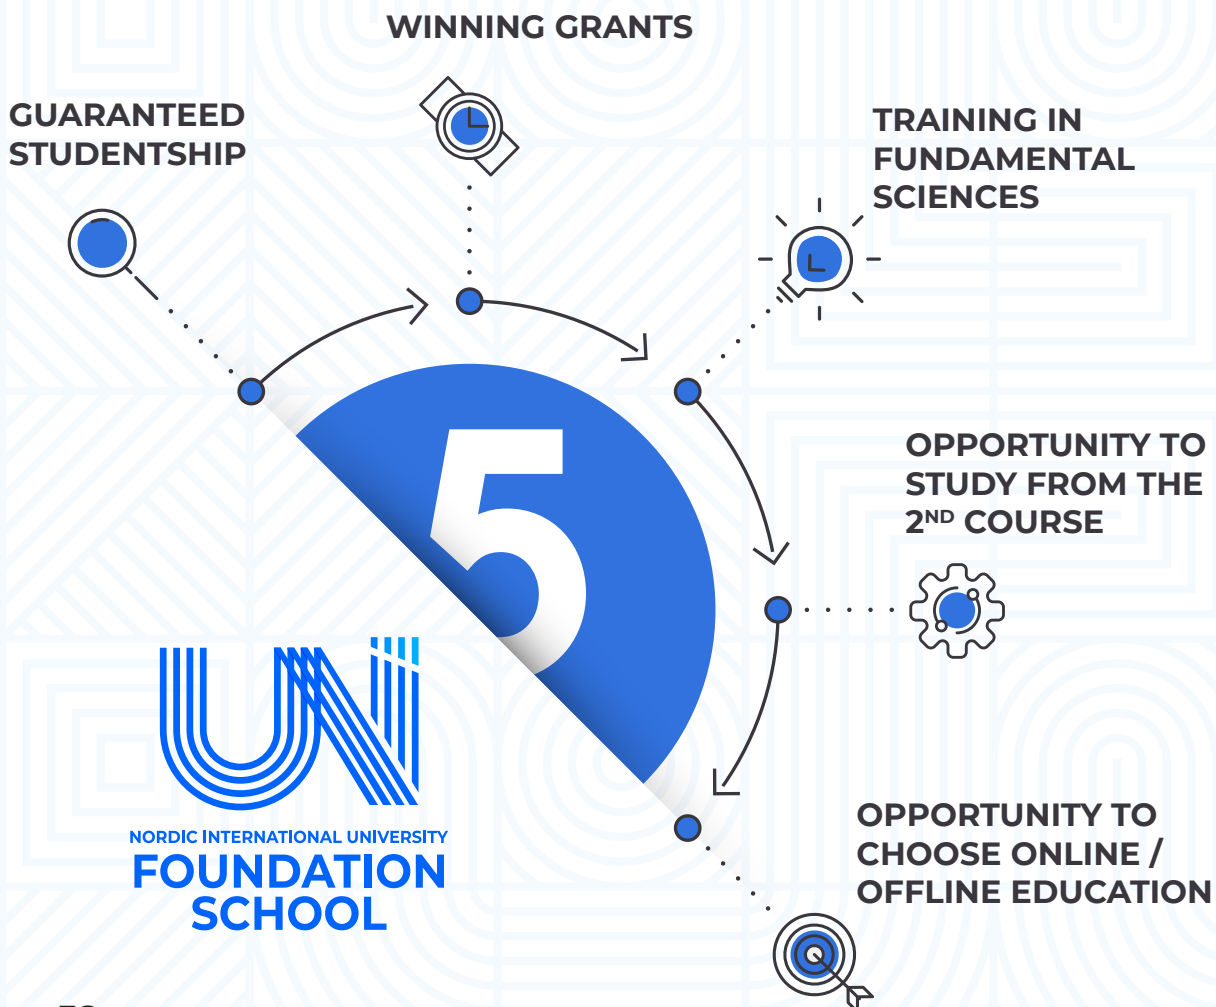 WINNING GRANTS
GUARANTEED
STUDENTSHIP
TRAINING IN
FUNDAMENTAL
SCIENCES
OPPORTUNITY TO
STUDY FROM THE
2ND COURSE
5
UNi
NORDIC INTERNATIONAL UNIVERSITY
FOUNDATION
SCHOOL
OPPORTUNITY TO
CHOOSE ONLINE /
OFFLINE EDUCATION